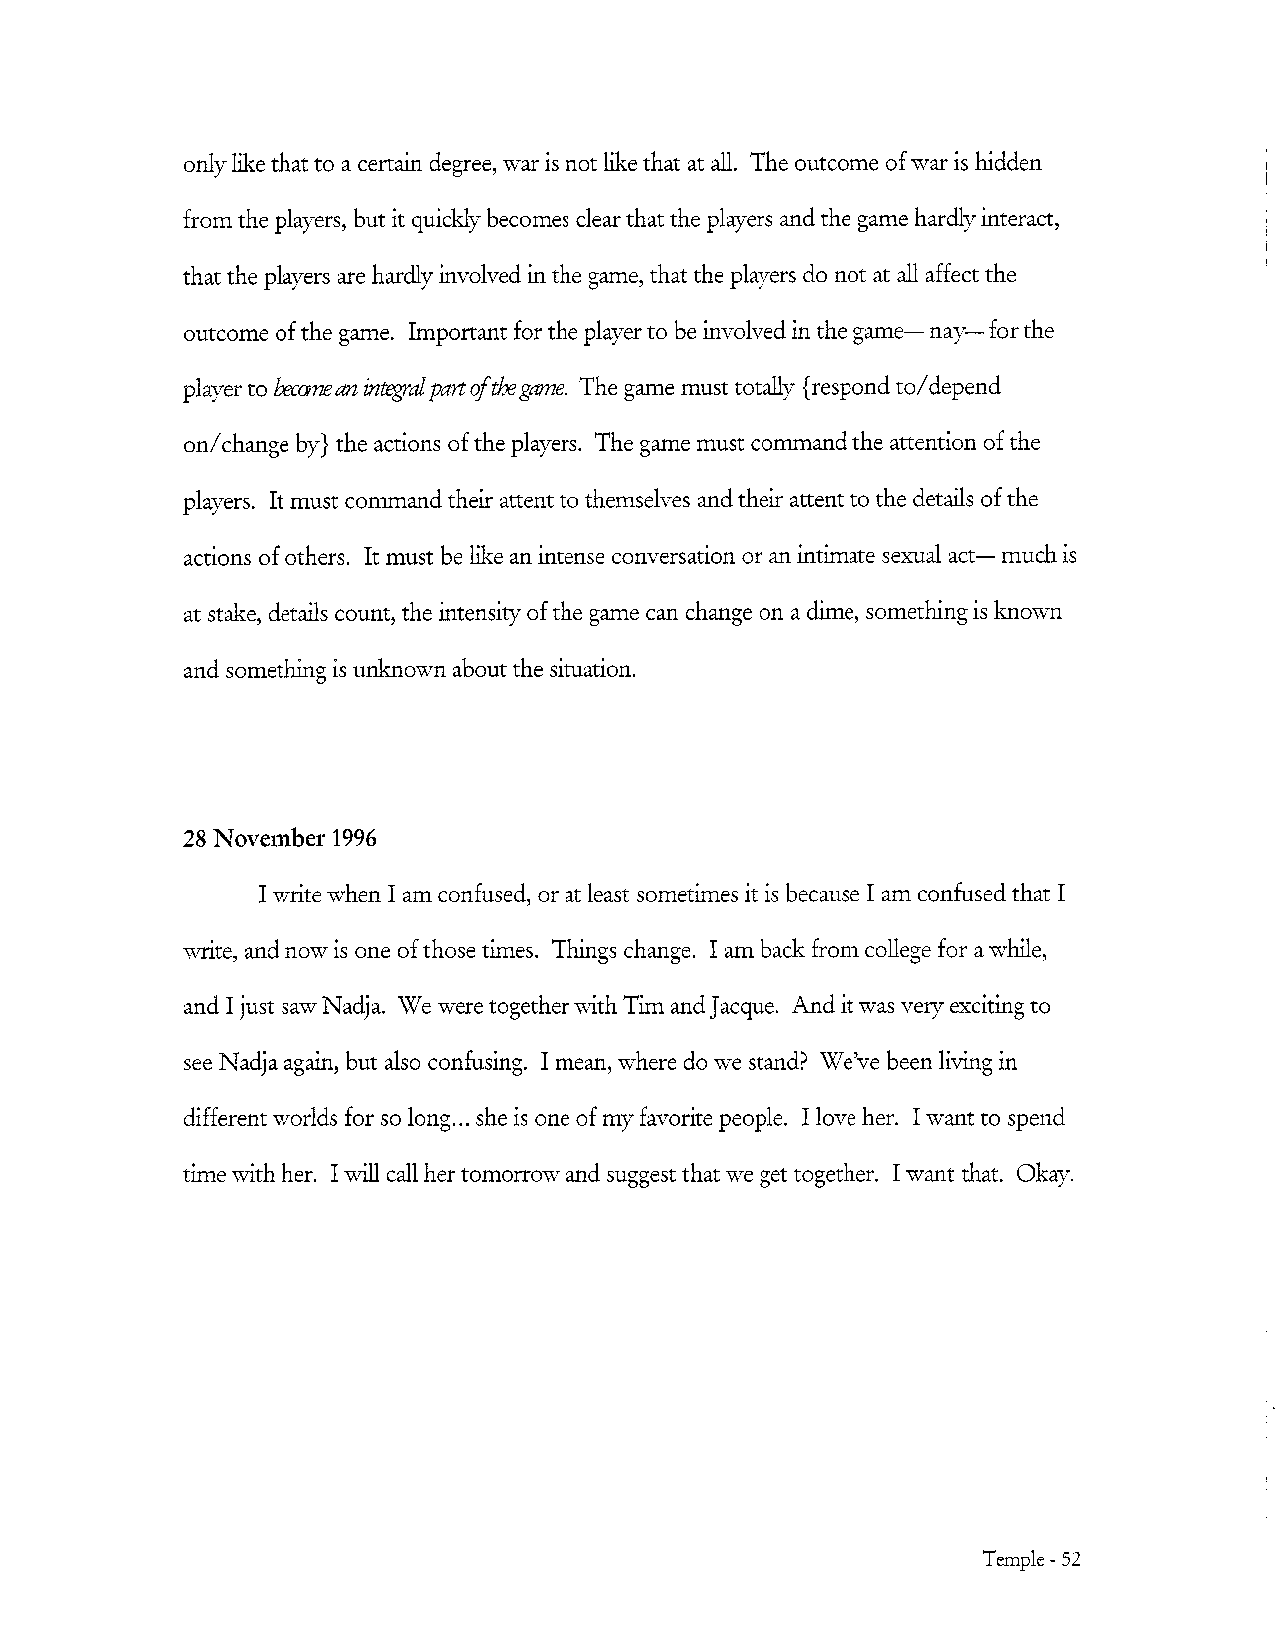 only like that to a certain degree, war is not like that at all.  The outcome of war is hidden
from the players, but it quickly becomes clear that the players and the game hardly interact,
that the players are hardly involved in the game, that the players do not at all affect the
outcome of the game.  Important for the player to be involved in the game— nay— for the
player to become an integral part of the game.  The game must totally {respond to/depend
on/change by} the actions of the players.  The game must command the attention of the
players.  It must command their attent to themselves and their attent to the details of the
actions of others.  It must be like an intense conversation or an intimate sexual act— much is
at stake, details count, the intensity of the game can change on a dime, something is known
and something is unknown about the situation.
28 November 1996
I write when I am confused, or at least sometimes it is because I am confused that I
write, and now is one of those times.  Things change.  I am back from college for a while,
and I just saw Nadja.  We were together with Tim and Jacque.  And it was very exciting to
see Nadja again, but also confusing.  I mean, where do we stand?  We've been living in
different worlds for so long... she is one of my favorite people.  I love her.  I want to spend
time with her.  I will call her tomorrow and suggest that we get together.  I want that.  Okay.
Temple - 52